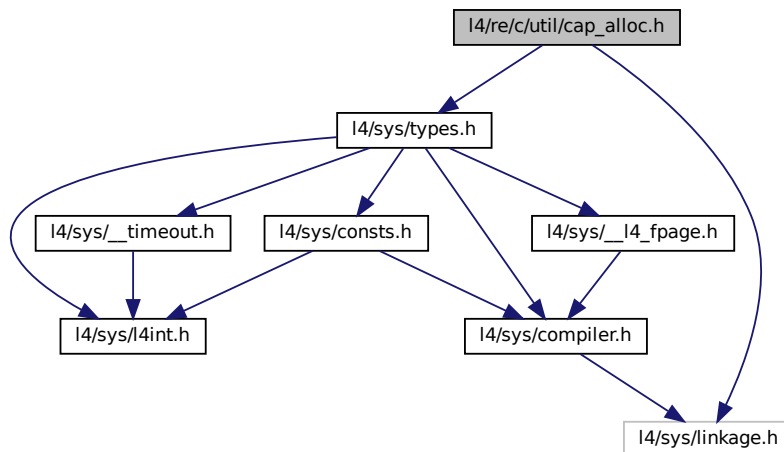 l4/re/c/util/cap_alloc.h
l4/sys/types.h
l4/sys/__timeout.h
l4/sys/consts.h
l4/sys/__l4_fpage.h
l4/sys/l4int.h
l4/sys/compiler.h
l4/sys/linkage.h